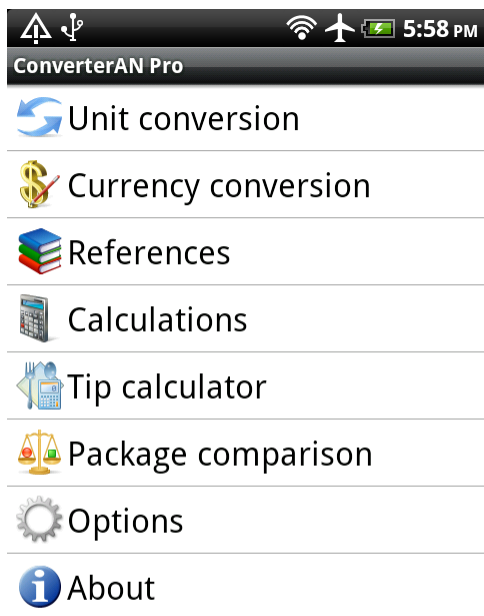 5:58 PM
ConverterAN Pro
Unit conversion
Currency conversion
References
Calculations
Tip calculator
Package comparison
Options
About